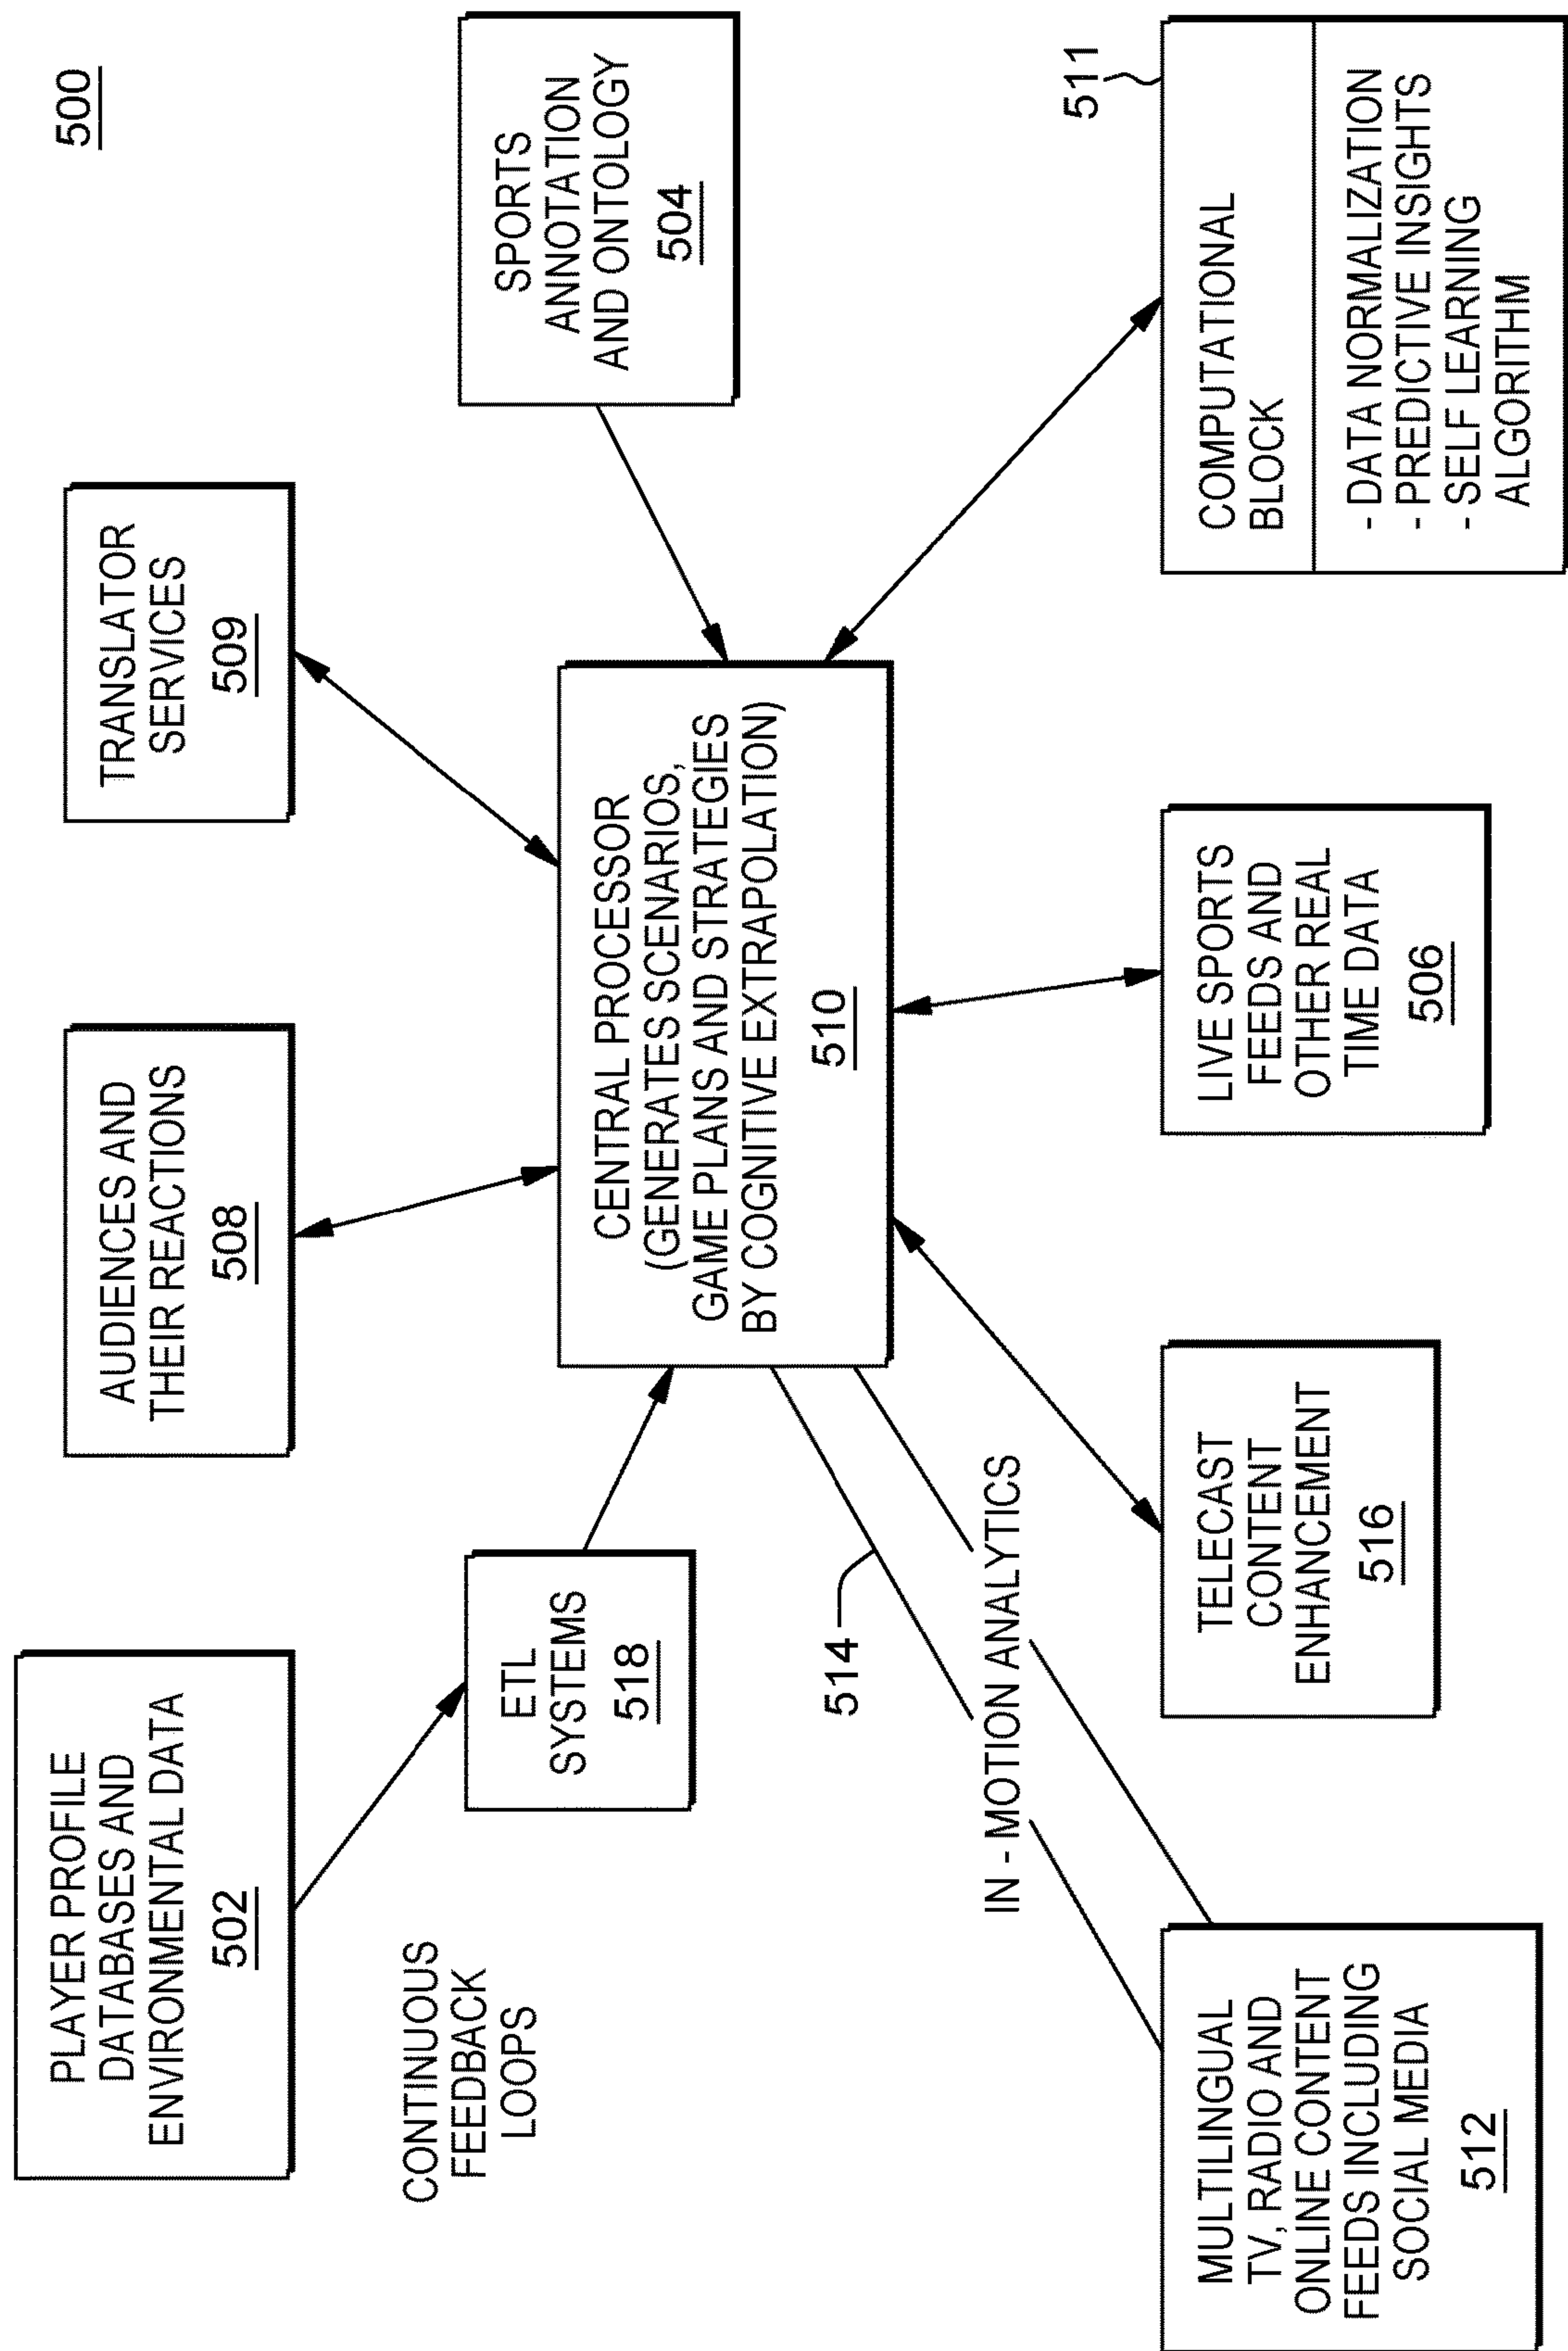 500
PLAYER PROFILE
DATABASES AND
ENVIRONMENTAL DATA
502
AUDIENCES AND
THEIR REACTIONS
508
TRANSLATOR
SERVICES
509
CONTINUOUS
FEEDBACK
LOOPS
ETL
SYSTEMS
518
SPORTS
ANNOTATION
AND ONTOLOGY
504
CENTRAL PROCESSOR
(GENERATES SCENARIOS,
GAME PLANS AND STRATEGIES
BY COGNITIVE EXTRAPOLATION)
510
514
IN - MOTION ANALYTICS
MULTILINGUAL
TV, RADIO AND
ONLINE CONTENT
FEEDS INCLUDING
SOCIAL MEDIA
512
TELECAST
CONTENT
ENHANCEMENT
516
LIVE SPORTS
FEEDS AND
OTHER REAL
TIME DATA
506
511
COMPUTATIONAL
BLOCK
- DATA NORMALIZATION
- PREDICTIVE INSIGHTS
- SELF LEARNING
ALGORITHM